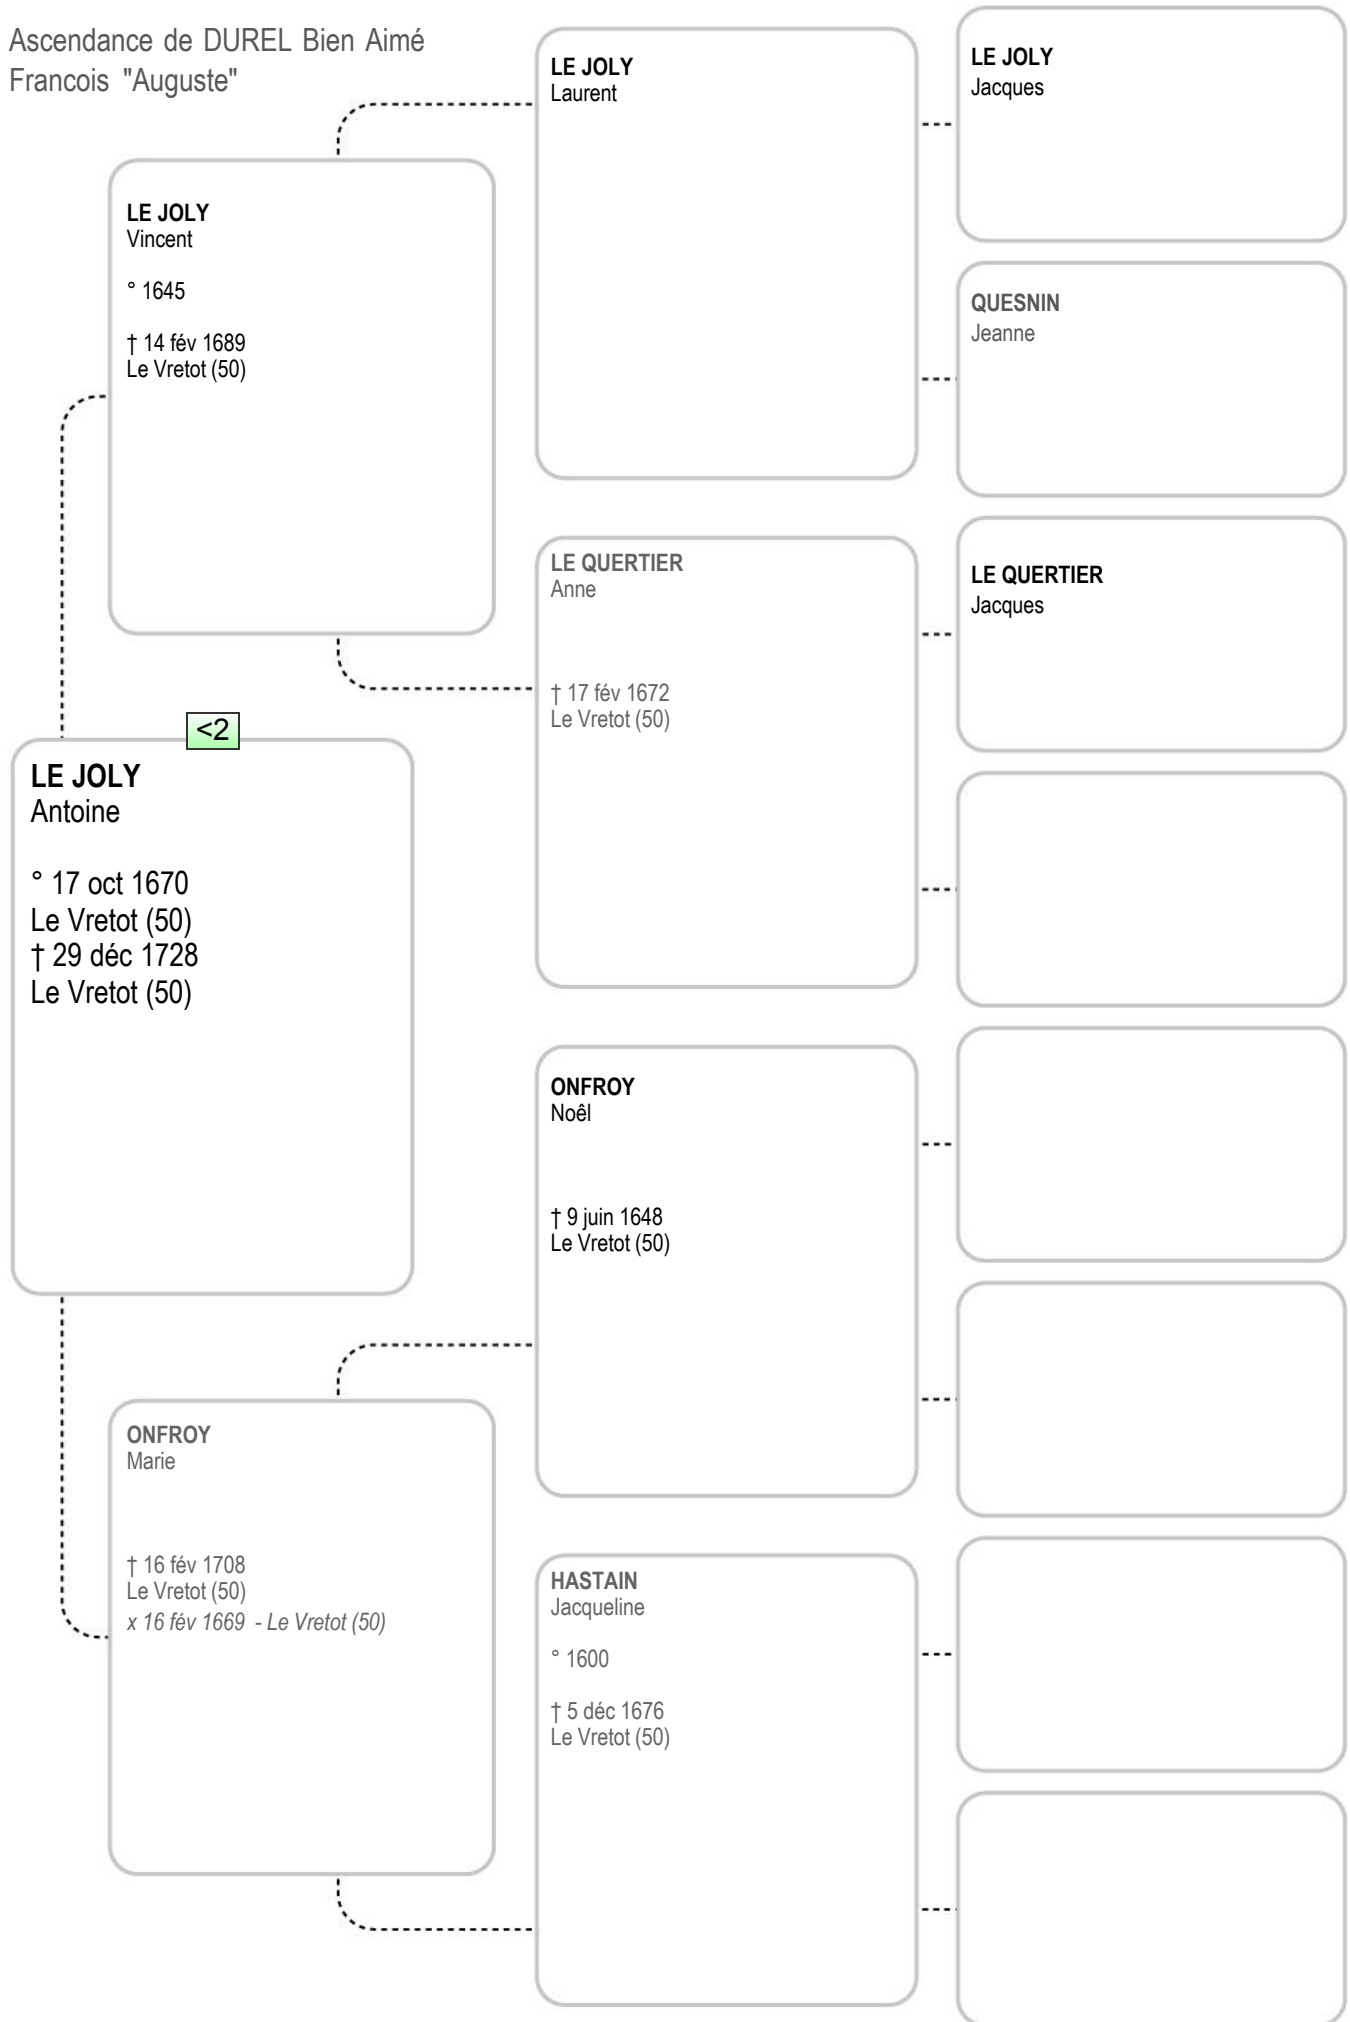 Ascendance de DUREL Bien Aimé
Francois "Auguste"
LE JOLY
Laurent
LE JOLY
Jacques
LE JOLY
Vincent
° 1645
† 14 fév 1689
Le Vretot (50)
QUESNIN
Jeanne
LE QUERTIER
Anne
† 17 fév 1672
Le Vretot (50)
LE QUERTIER
Jacques
<2
LE JOLY
Antoine
° 17 oct 1670
Le Vretot (50)
† 29 déc 1728
Le Vretot (50)
ONFROY
Noêl
† 9 juin 1648
Le Vretot (50)
ONFROY
Marie
† 16 fév 1708
Le Vretot (50)
x 16 fév 1669 - Le Vretot (50)
HASTAIN
Jacqueline
° 1600
† 5 déc 1676
Le Vretot (50)